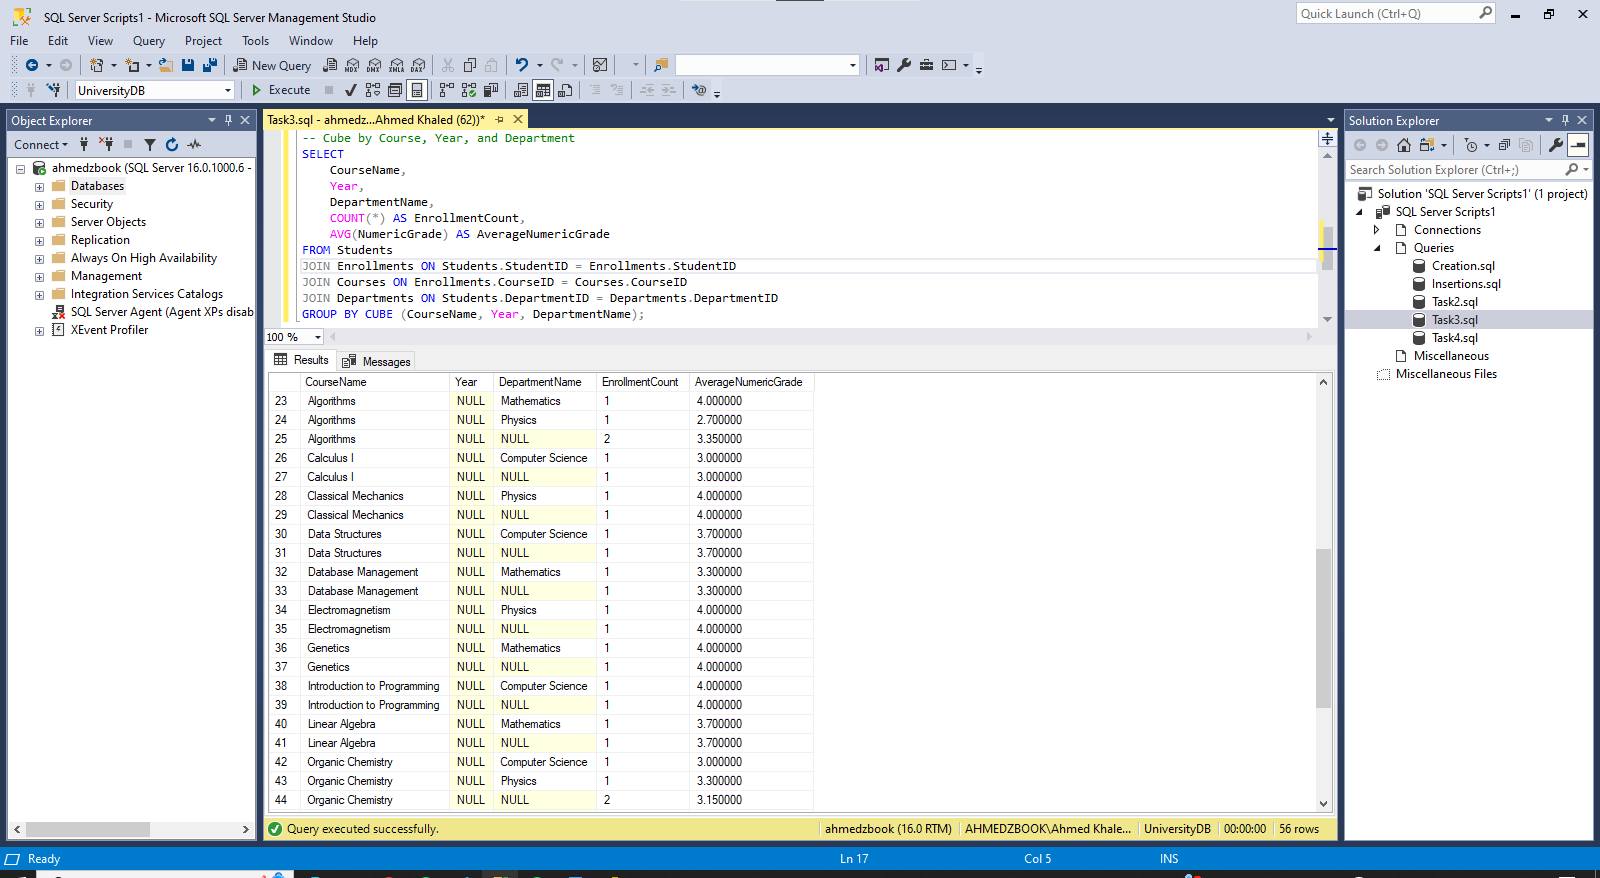 SQL Server Scripts1 - Microsoft SQL Server Management Studio
Quick Launch (Ctrl+Q)
File Edit View Query Project Tools Window Help
New Query MDX DMX XMLA DAX
UniversityDB Execute
Object Explorer
Connect
ahmedzbook (SQL Server 16.0.1000.6 -
Databases
Security
Server Objects
Replication
Always On High Availability
Management
Integration Services Catalogs
SQL Server Agent (Agent XPs disab
XEvent Profiler
Task3.sql - ahmedz...Ahmed Khaled (62))*
-- Cube by Course, Year, and Department
SELECT
CourseName,
Year,
DepartmentName,
COUNT(*) AS EnrollmentCount,
AVG(NumericGrade) AS AverageNumericGrade
FROM Students
JOIN Enrollments ON Students.StudentID = Enrollments.StudentID
JOIN Courses ON Enrollments.CourseID = Courses.CourseID
JOIN Departments ON Students.DepartmentID = Departments.DepartmentID
GROUP BY CUBE (CourseName, Year, DepartmentName);
100 %
Results Messages
CourseName Year DepartmentName EnrollmentCount AverageNumericGrade
23 Algorithms NULL Mathematics 1 4.000000
24 Algorithms NULL Physics 1 2.700000
25 Algorithms NULL NULL 2 3.350000
26 Calculus I NULL Computer Science 1 3.000000
27 Calculus I NULL NULL 1 3.000000
28 Classical Mechanics NULL Physics 1 4.000000
29 Classical Mechanics NULL NULL 1 4.000000
30 Data Structures NULL Computer Science 1 3.700000
31 Data Structures NULL NULL 1 3.700000
32 Database Management NULL Mathematics 1 3.300000
33 Database Management NULL NULL 1 3.300000
34 Electromagnetism NULL Physics 1 4.000000
35 Electromagnetism NULL NULL 1 4.000000
36 Genetics NULL Mathematics 1 4.000000
37 Genetics NULL NULL 1 4.000000
38 Introduction to Programming NULL Computer Science 1 4.000000
39 Introduction to Programming NULL NULL 1 4.000000
40 Linear Algebra NULL Mathematics 1 3.700000
41 Linear Algebra NULL NULL 1 3.700000
42 Organic Chemistry NULL Computer Science 1 3.000000
43 Organic Chemistry NULL Physics 1 3.300000
44 Organic Chemistry NULL NULL 2 3.150000
Query executed successfully. ahmedzbook (16.0 RTM) AHMEDZBOOK\Ahmed Khale... UniversityDB 00:00:00 56 rows
Solution Explorer
Search Solution Explorer (Ctrl+;)
Solution 'SQL Server Scripts1' (1 project)
SQL Server Scripts1
Connections
Queries
Creation.sql
Insertions.sql
Task2.sql
Task3.sql
Task4.sql
Miscellaneous
Miscellaneous Files
Ready Ln 17 Col 5 INS